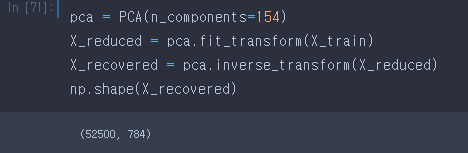 In [71]:
pca = PCA(n_components=154)
X_reduced = pca.fit_transform(X_train)
X_recovered = pca.inverse_transform(X_reduced)
np.shape(X_recovered)
(52500, 784)